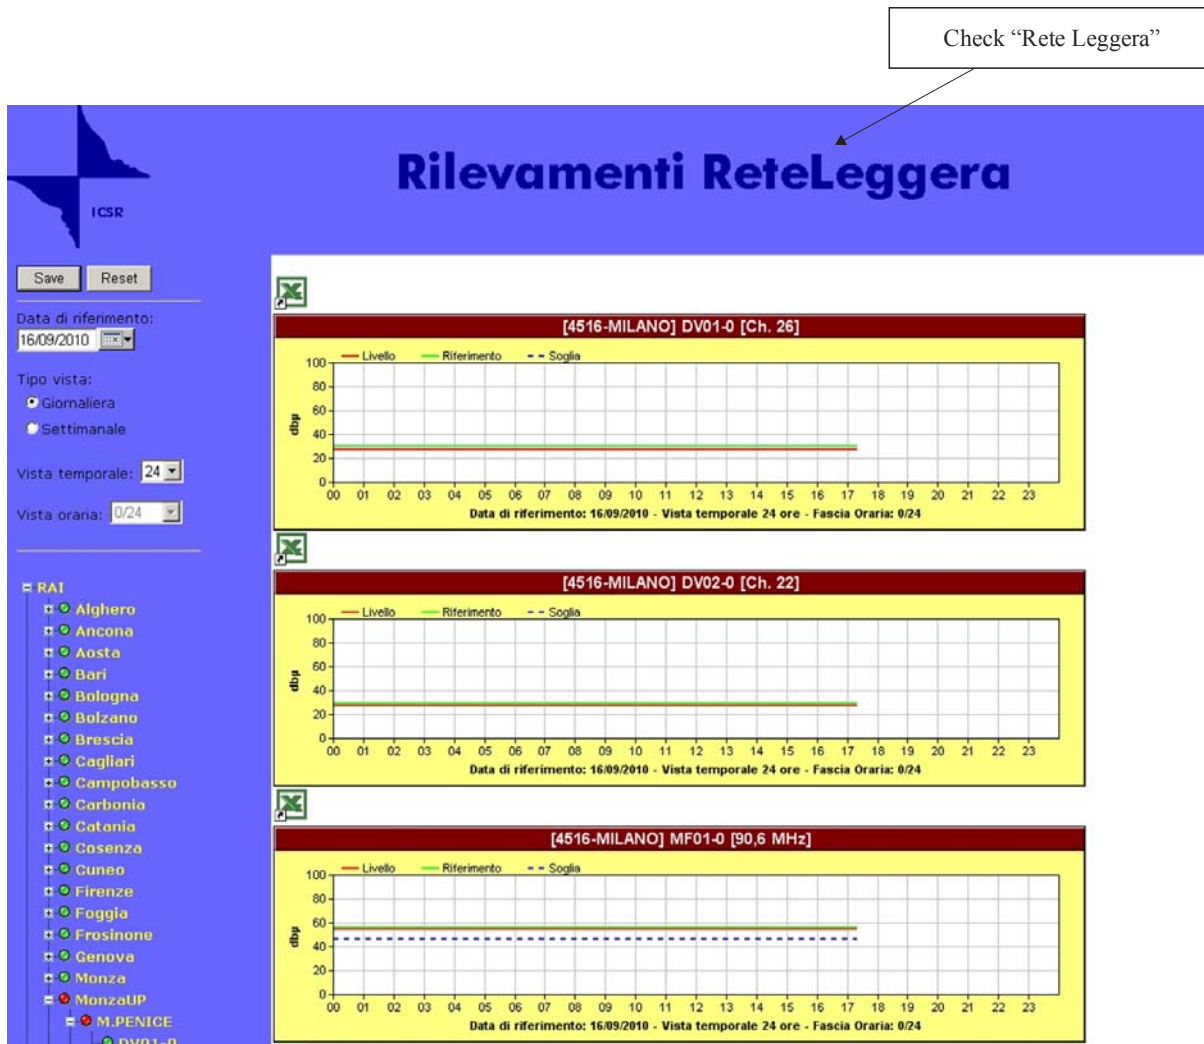 Check “Rete Leggera”
Rilevamenti ReteLeggera
ICSR
Save Reset
Data di riferimento:
16/09/2010
Tipo vista:
Giornaliera
Settimanale
Vista temporale: 24
Vista oraria: 0/24
RAI
Alghero
Ancona
Aosta
Bari
Bologna
Bolzano
Brescia
Cagliari
Campobasso
Carbonia
Catania
Cosenza
Cuneo
Firenze
Foggia
Frosinone
Genova
Monza
MonzaUP
M.PENICE
DV01-0
[4516-MILANO] DV01-0 [Ch. 26]
Livello Riferimento Soglia
100
80
60
40
20
0
dbµ
00 01 02 03 04 05 06 07 08 09 10 11 12 13 14 15 16 17 18 19 20 21 22 23
Data di riferimento: 16/09/2010 - Vista temporale 24 ore - Fascia Oraria: 0/24
[4516-MILANO] DV02-0 [Ch. 22]
Livello Riferimento Soglia
100
80
60
40
20
0
dbµ
00 01 02 03 04 05 06 07 08 09 10 11 12 13 14 15 16 17 18 19 20 21 22 23
Data di riferimento: 16/09/2010 - Vista temporale 24 ore - Fascia Oraria: 0/24
[4516-MILANO] MF01-0 [90,6 MHz]
Livello Riferimento Soglia
100
80
60
40
20
0
dbµ
00 01 02 03 04 05 06 07 08 09 10 11 12 13 14 15 16 17 18 19 20 21 22 23
Data di riferimento: 16/09/2010 - Vista temporale 24 ore - Fascia Oraria: 0/24